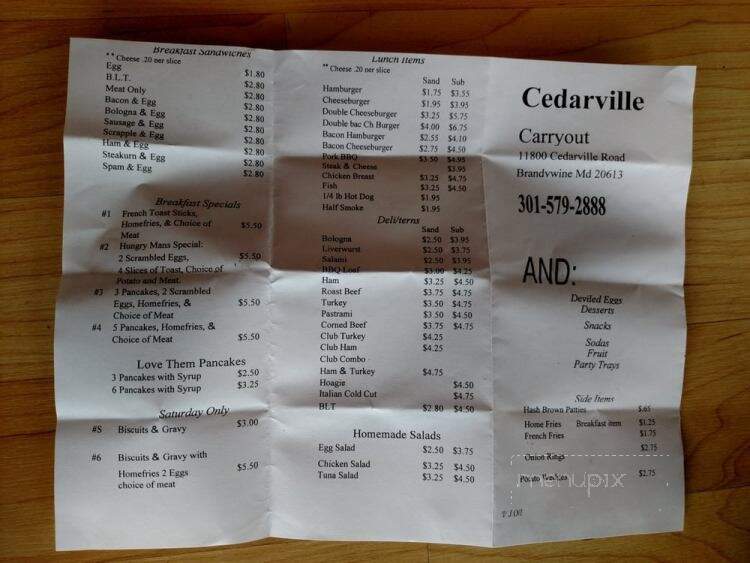 Breakfast Sandwiches
**Cheese .20 per slice
Egg $1.80
B.L.T. $2.80
Meat Only $2.80
Bacon & Egg $2.80
Bologna & Egg $2.80
Sausage & Egg $2.80
Scrapple & Egg $2.80
Ham & Egg $2.80
Steakurn & Egg $2.80
Spam & Egg $2.80
Breakfast Specials
#1 French Toast Sticks,
Homefries, & Choice of $5.50
Meat
#2 Hungry Mans Special:
2 Scrambled Eggs, $5.50
4 Slices of Toast, Choice of
Potato and Meat.
#3 3 Pancakes, 2 Scrambled
Eggs, Homefries, & $5.50
Choice of Meat
#4 5 Pancakes, Homefries, &
Choice of Meat $5.50
Love Them Pancakes
3 Pancakes with Syrup $2.50
6 Pancakes with Syrup $3.25
Saturday Only
#S Biscuits & Gravy $3.00
#6 Biscuits & Gravy with
Homefries 2 Eggs $5.50
choice of meat
Lunch Items
** Cheese .20 per slice
Sand Sub
Hamburger $1.75 $3.55
Cheeseburger $1.95 $3.95
Double Cheeseburger $3.25 $5.75
Double bac Ch Burger $4.00 $6.75
Bacon Hamburger $2.55 $4.10
Bacon Cheeseburger $2.75 $4.50
Pork BBQ $3.50 $4.95
Steak & Cheese $3.95
Chicken Breast $3.25 $4.75
Fish $3.25 $4.50
1/4 lb Hot Dog $1.95
Half Smoke $1.95
Deli/terns
Sand Sub
Bologna $2.50 $3.95
Liverwurst $2.50 $3.75
Salami $2.50 $3.95
BBQ Loaf $3.00 $4.25
Ham $3.25 $4.50
Roast Beef $3.75 $4.75
Turkey $3.50 $4.75
Pastrami $3.50 $4.50
Corned Beef $3.75 $4.75
Club Turkey $4.25
Club Ham $4.25
Club Combo
Ham & Turkey $4.75
Hoagie $4.50
Italian Cold Cut $4.75
BLT $2.80 $4.50
Homemade Salads
Egg Salad $2.50 $3.75
Chicken Salad $3.25 $4.50
Tuna Salad $3.25 $4.50
Cedarville
Carryout
11800 Cedarville Road
Brandywine Md 20613
301-579-2888
AND:
Deviled Eggs
Desserts
Snacks
Sodas
Fruit
Party Trays
Side Items
Hash Brown Patties $.65
Home Fries Breakfast item $1.25
French Fries $1.75
$2.75
Onion Rings
Potato Wedges $2.75
menupix